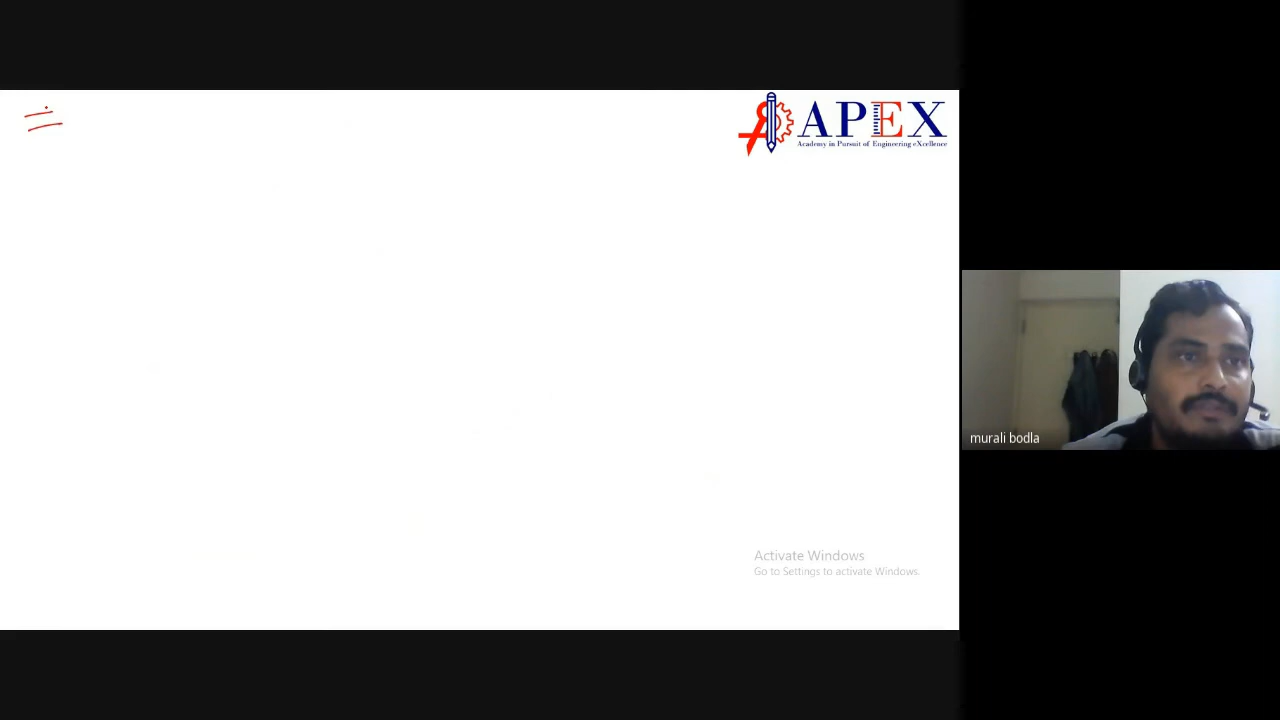 APEX
Academy in Pursuit of Engineering eXcellence
murali bodla
Activate Windows
Go to Settings to activate Windows.